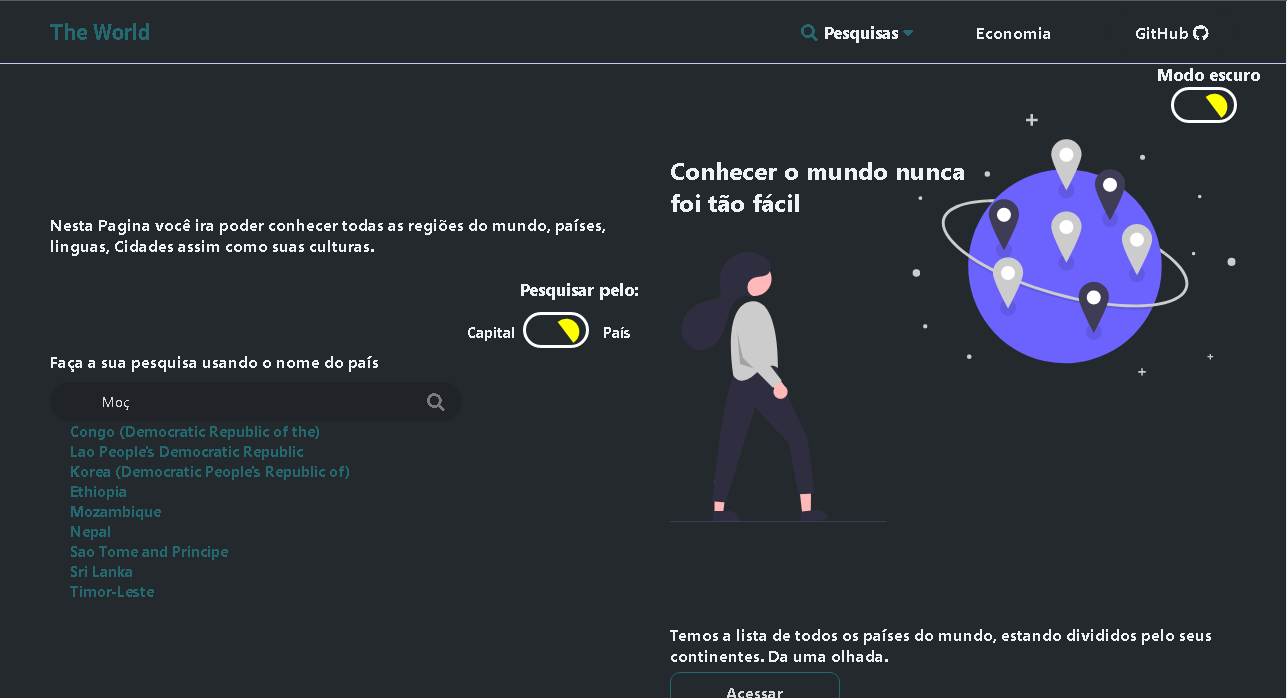 The World
Pesquisas
Economia
GitHub
Modo escuro
Conhecer o mundo nunca
foi tão fácil
Nesta Pagina você ira poder conhecer todas as regiões do mundo, países,
linguas, Cidades assim como suas culturas.
Pesquisar pelo:
Capital
País
Faça a sua pesquisa usando o nome do país
Moç
Congo (Democratic Republic of the)
Lao People's Democratic Republic
Korea (Democratic People's Republic of)
Ethiopia
Mozambique
Nepal
Sao Tome and Principe
Sri Lanka
Timor-Leste
Temos a lista de todos os países do mundo, estando divididos pelo seus
continentes. Da uma olhada.
Acessar